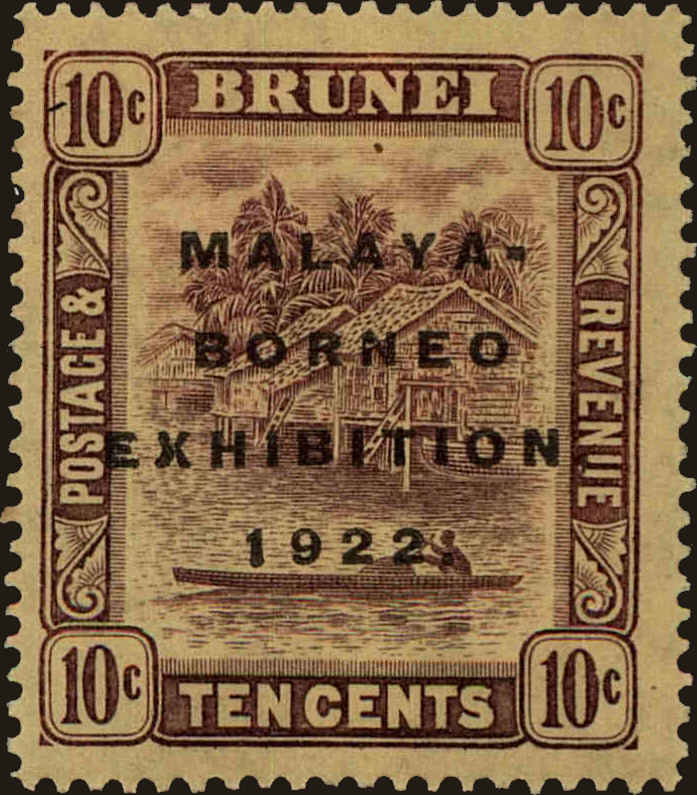 10C BRUNEI 10C
MALAYA-
BORNEO
EXHIBITION
1922.
POSTAGE &
REVENUE
10C TEN CENTS 10C